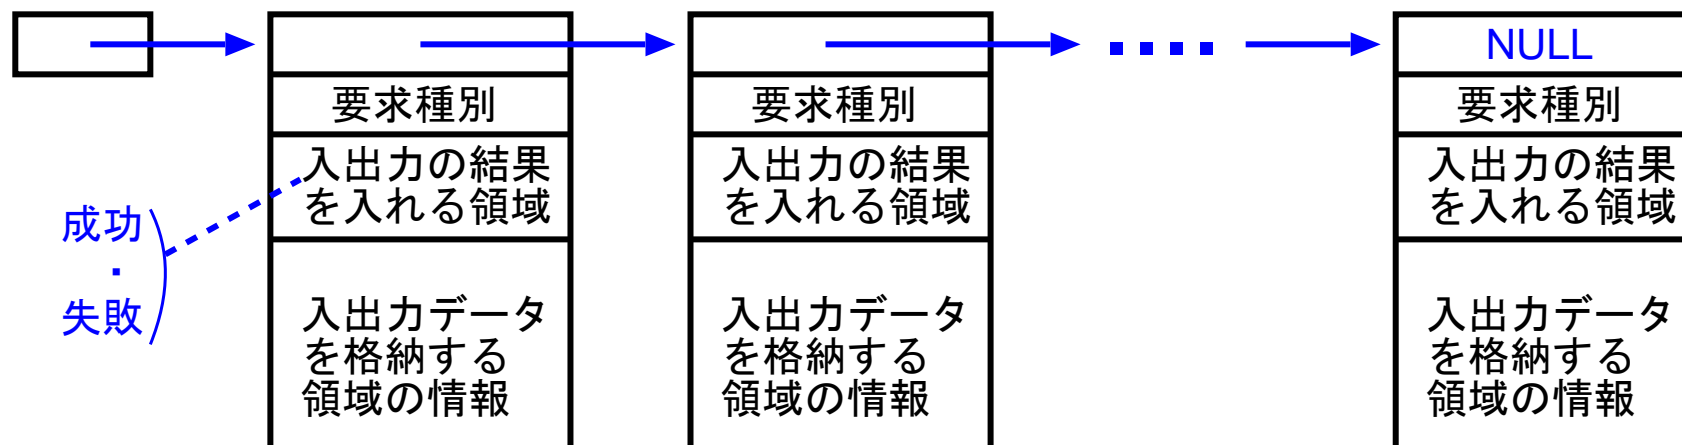 NULL
要求種別
要求種別
要求種別
入出力の結果
を入れる領域
入出力の結果
を入れる領域
入出力の結果
を入れる領域
成功
・
失敗
入出力データ
を格納する
領域の情報
入出力データ
を格納する
領域の情報
入出力データ
を格納する
領域の情報